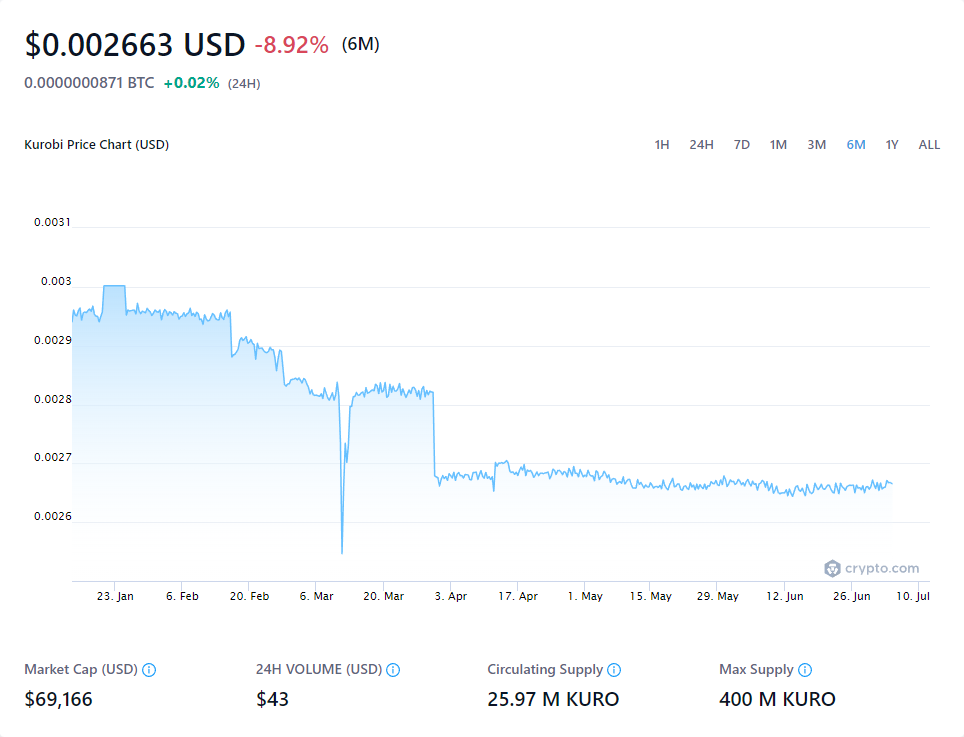 $0.002663 USD -8.92% (6M)
0.0000000871 BTC +0.02% (24H)
Kurobi Price Chart (USD) 1H 24H 7D 1M 3M 6M 1Y ALL
0.0031
0.003
0.0029
0.0028
0.0027
0.0026
crypto.com
23. Jan 6. Feb 20. Feb 6. Mar 20. Mar 3. Apr 17. Apr 1. May 15. May 29. May 12. Jun 26. Jun 10. Jul
Market Cap (USD) 24H VOLUME (USD) Circulating Supply Max Supply
$69,166 $43 25.97 M KURO 400 M KURO